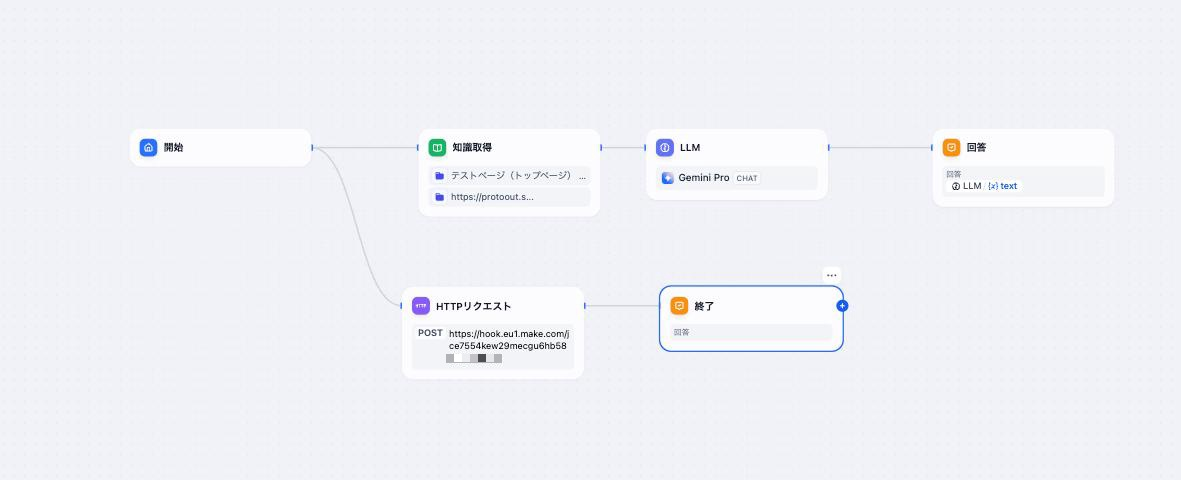 開始
知識取得
テストページ（トップページ） ...
https://protoout.s...
LLM
Gemini Pro CHAT
回答
回答
LLM / {x} text
HTTP HTTPリクエスト
POST https://hook.eu1.make.com/j
ce7554kew29mecgu6hb58
終了
回答